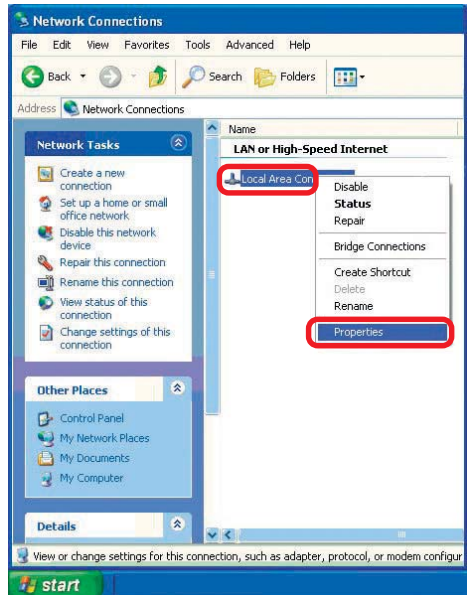 Network Connections
File Edit View Favorites Tools Advanced Help
Back Search Folders
Address Network Connections
Network Tasks
Create a new
connection
Set up a home or small
office network
Disable this network
device
Repair this connection
Rename this connection
View status of this
connection
Change settings of this
connection
Other Places
Control Panel
My Network Places
My Documents
My Computer
Details
Name
LAN or High-Speed Internet
Local Area Con
Disable
Status
Repair
Bridge Connections
Create Shortcut
Delete
Rename
Properties
View or change settings for this connection, such as adapter, protocol, or modem configur
start